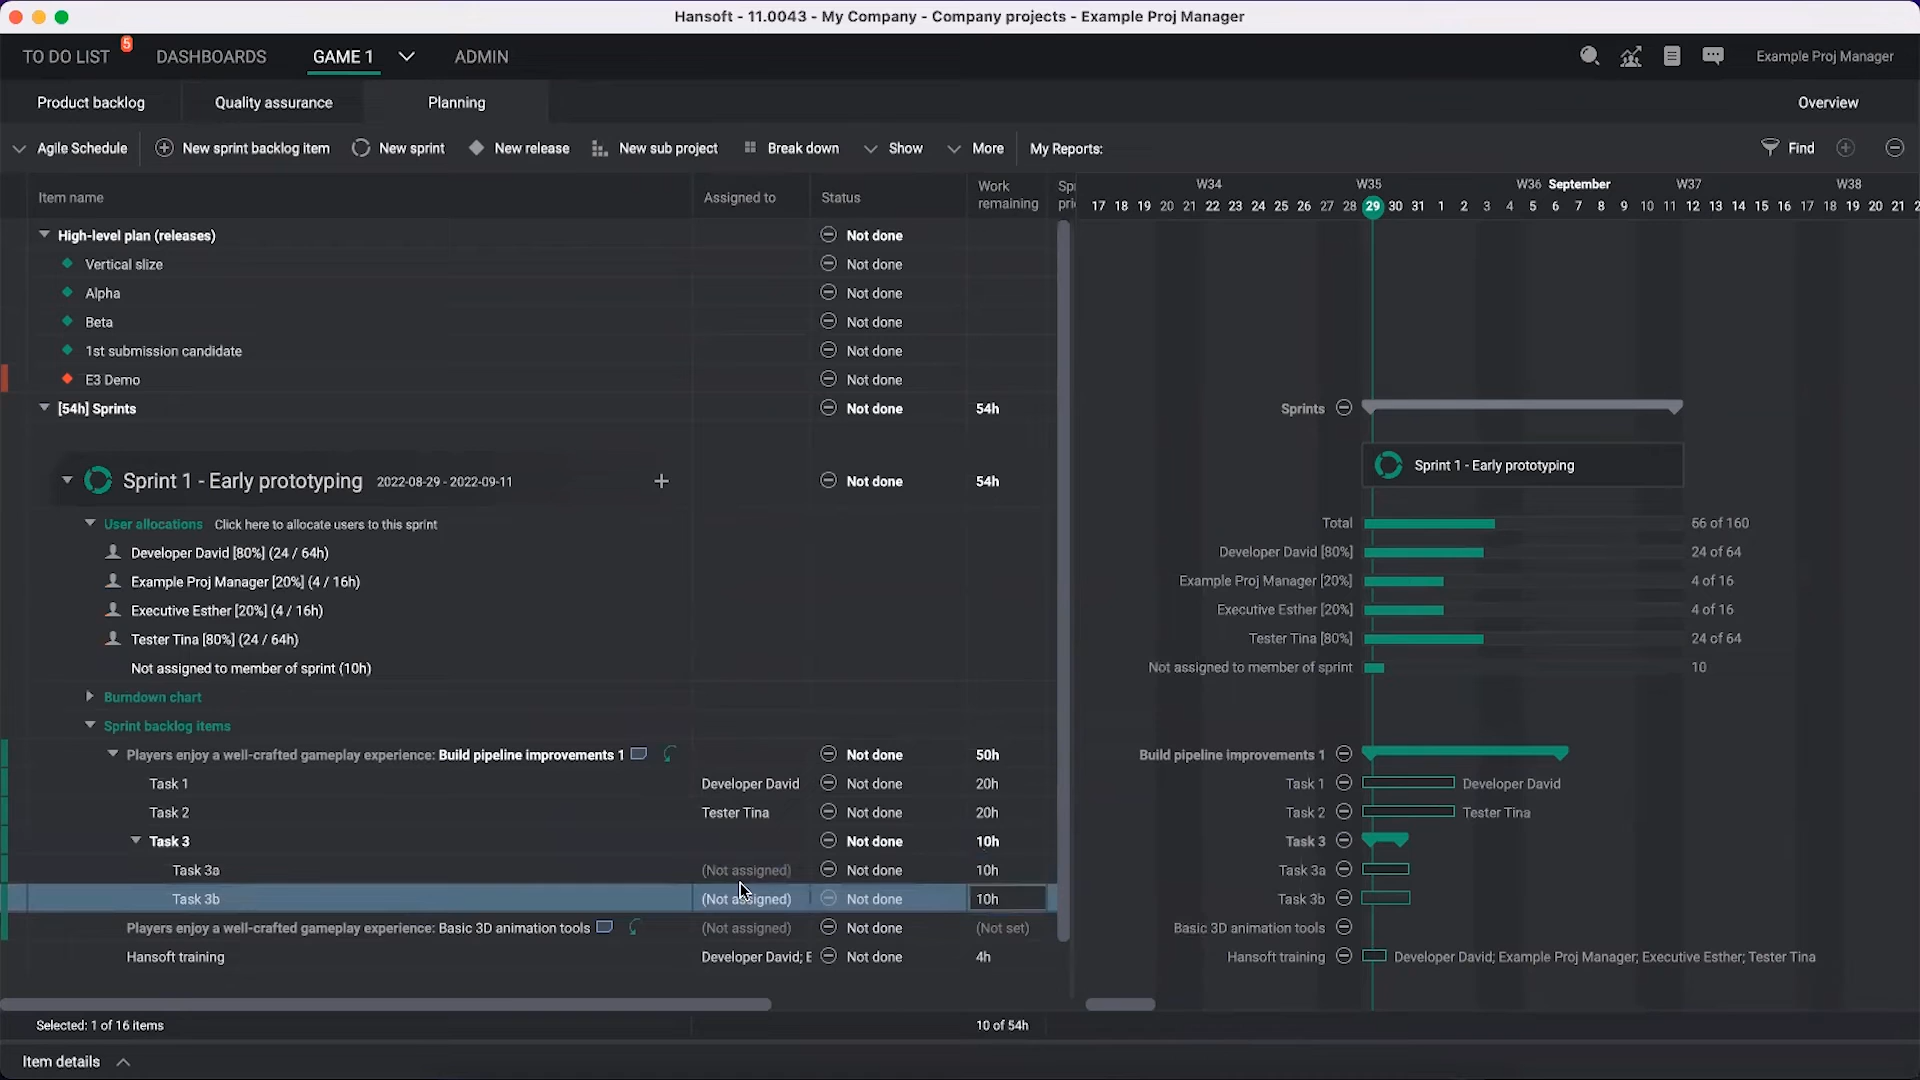 Hansoft - 11.0043 - My Company - Company projects - Example Proj Manager
TO DO LIST 5 DASHBOARDS GAME 1 ADMIN Example Proj Manager
Product backlog Quality assurance Planning Overview
Agile Schedule New sprint backlog item New sprint New release New sub project Break down Show More My Reports: Find
Item name Assigned to Status Work remaining Spr pric
W34 W35 W36 September W37 W38
17 18 19 20 21 22 23 24 25 26 27 28 29 30 31 1 2 3 4 5 6 7 8 9 10 11 12 13 14 15 16 17 18 19 20 21 2
High-level plan (releases) Not done
Vertical slize Not done
Alpha Not done
Beta Not done
1st submission candidate Not done
E3 Demo Not done
[54h] Sprints Not done 54h Sprints
Sprint 1 - Early prototyping 2022-08-29 - 2022-09-11 + Not done 54h Sprint 1 - Early prototyping
User allocations Click here to allocate users to this sprint Total 56 of 160
Developer David [80%] (24 / 64h) Developer David [80%] 24 of 64
Example Proj Manager [20%] (4 / 16h) Example Proj Manager [20%] 4 of 16
Executive Esther [20%] (4 / 16h) Executive Esther [20%] 4 of 16
Tester Tina [80%] (24 / 64h) Tester Tina [80%] 24 of 64
Not assigned to member of sprint (10h) Not assigned to member of sprint 10
Burndown chart
Sprint backlog items
Players enjoy a well-crafted gameplay experience: Build pipeline improvements 1 Not done 50h Build pipeline improvements 1
Task 1 Developer David Not done 20h Task 1 Developer David
Task 2 Tester Tina Not done 20h Task 2 Tester Tina
Task 3 Not done 10h Task 3
Task 3a (Not assigned) Not done 10h Task 3a
Task 3b (Not assigned) Not done 10h Task 3b
Players enjoy a well-crafted gameplay experience: Basic 3D animation tools (Not assigned) Not done (Not set) Basic 3D animation tools
Hansoft training Developer David; E Not done 4h Hansoft training Developer David; Example Proj Manager; Executive Esther; Tester Tina
Selected: 1 of 16 items 10 of 54h
Item details